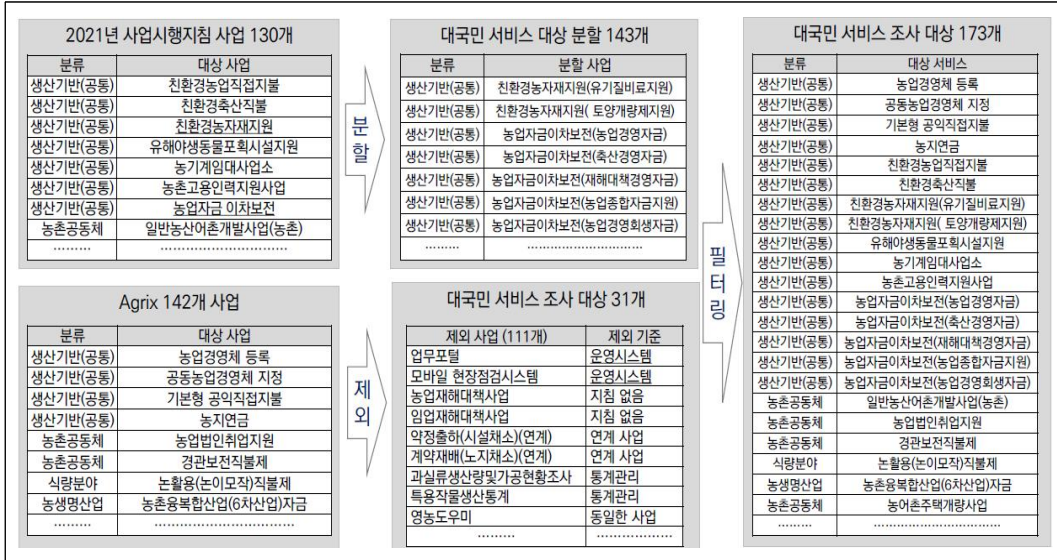 2021년 사업시행지침 사업 130개
분류 대상 사업
생산기반(공통) 친환경농업직접지불
생산기반(공통) 친환경축산직불
생산기반(공통) 친환경농자재지원
생산기반(공통) 유해야생동물포획시설지원
생산기반(공통) 농기계임대사업소
생산기반(공통) 농촌고용인력지원사업
생산기반(공통) 농업자금 이차보전
농촌공동체 일반농산어촌개발사업(농촌)
......... ..............................
분할
대국민 서비스 대상 분할 143개
분류 분할 사업
생산기반(공통) 친환경농자재지원(유기질비료지원)
생산기반(공통) 친환경농자재지원( 토양개량제지원)
생산기반(공통) 농업자금이차보전(농업경영자금)
생산기반(공통) 농업자금이차보전(축산경영자금)
생산기반(공통) 농업자금이차보전(재해대책경영자금)
생산기반(공통) 농업자금이차보전(농업종합자금지원)
생산기반(공통) 농업자금이차보전(농업경영회생자금)
......... ..............................
Agrix 142개 사업
분류 대상 사업
생산기반(공통) 농업경영체 등록
생산기반(공통) 공동농업경영체 지정
생산기반(공통) 기본형 공익직접지불
생산기반(공통) 농지연금
농촌공동체 농업법인취업지원
농촌공동체 경관보전직불제
식량분야 논활용(논이모작)직불제
농생명산업 농촌융복합산업(6차산업)자금
......... ..............................
제외
대국민 서비스 조사 대상 31개
제외 사업(111개) 제외 기준
업무포털 운영시스템
모바일 현장점검시스템 운영시스템
농업재해대책사업 지침 없음
임업재해대책사업 지침 없음
약정출하(시설채소)(연계) 연계 사업
계약재배(노지채소)(연계) 연계 사업
과실류생산량및가공현황조사 통계관리
특용작물생산통계 통계관리
영농도우미 동일한 사업
......... ..................
필터링
대국민 서비스 조사 대상 173개
분류 대상 서비스
생산기반(공통) 농업경영체 등록
생산기반(공통) 공동농업경영체 지정
생산기반(공통) 기본형 공익직접지불
생산기반(공통) 농지연금
생산기반(공통) 친환경농업직접지불
생산기반(공통) 친환경축산직불
생산기반(공통) 친환경농자재지원(유기질비료지원)
생산기반(공통) 친환경농자재지원( 토양개량제지원)
생산기반(공통) 유해야생동물포획시설지원
생산기반(공통) 농기계임대사업소
생산기반(공통) 농촌고용인력지원사업
생산기반(공통) 농업자금이차보전(농업경영자금)
생산기반(공통) 농업자금이차보전(축산경영자금)
생산기반(공통) 농업자금이차보전(재해대책경영자금)
생산기반(공통) 농업자금이차보전(농업종합자금지원)
생산기반(공통) 농업자금이차보전(농업경영회생자금)
농촌공동체 일반농산어촌개발사업(농촌)
농촌공동체 농업법인취업지원
농촌공동체 경관보전직불제
식량분야 논활용(논이모작)직불제
농생명산업 농촌융복합산업(6차산업)자금
농촌공동체 농어촌주택개량사업
......... ..............................